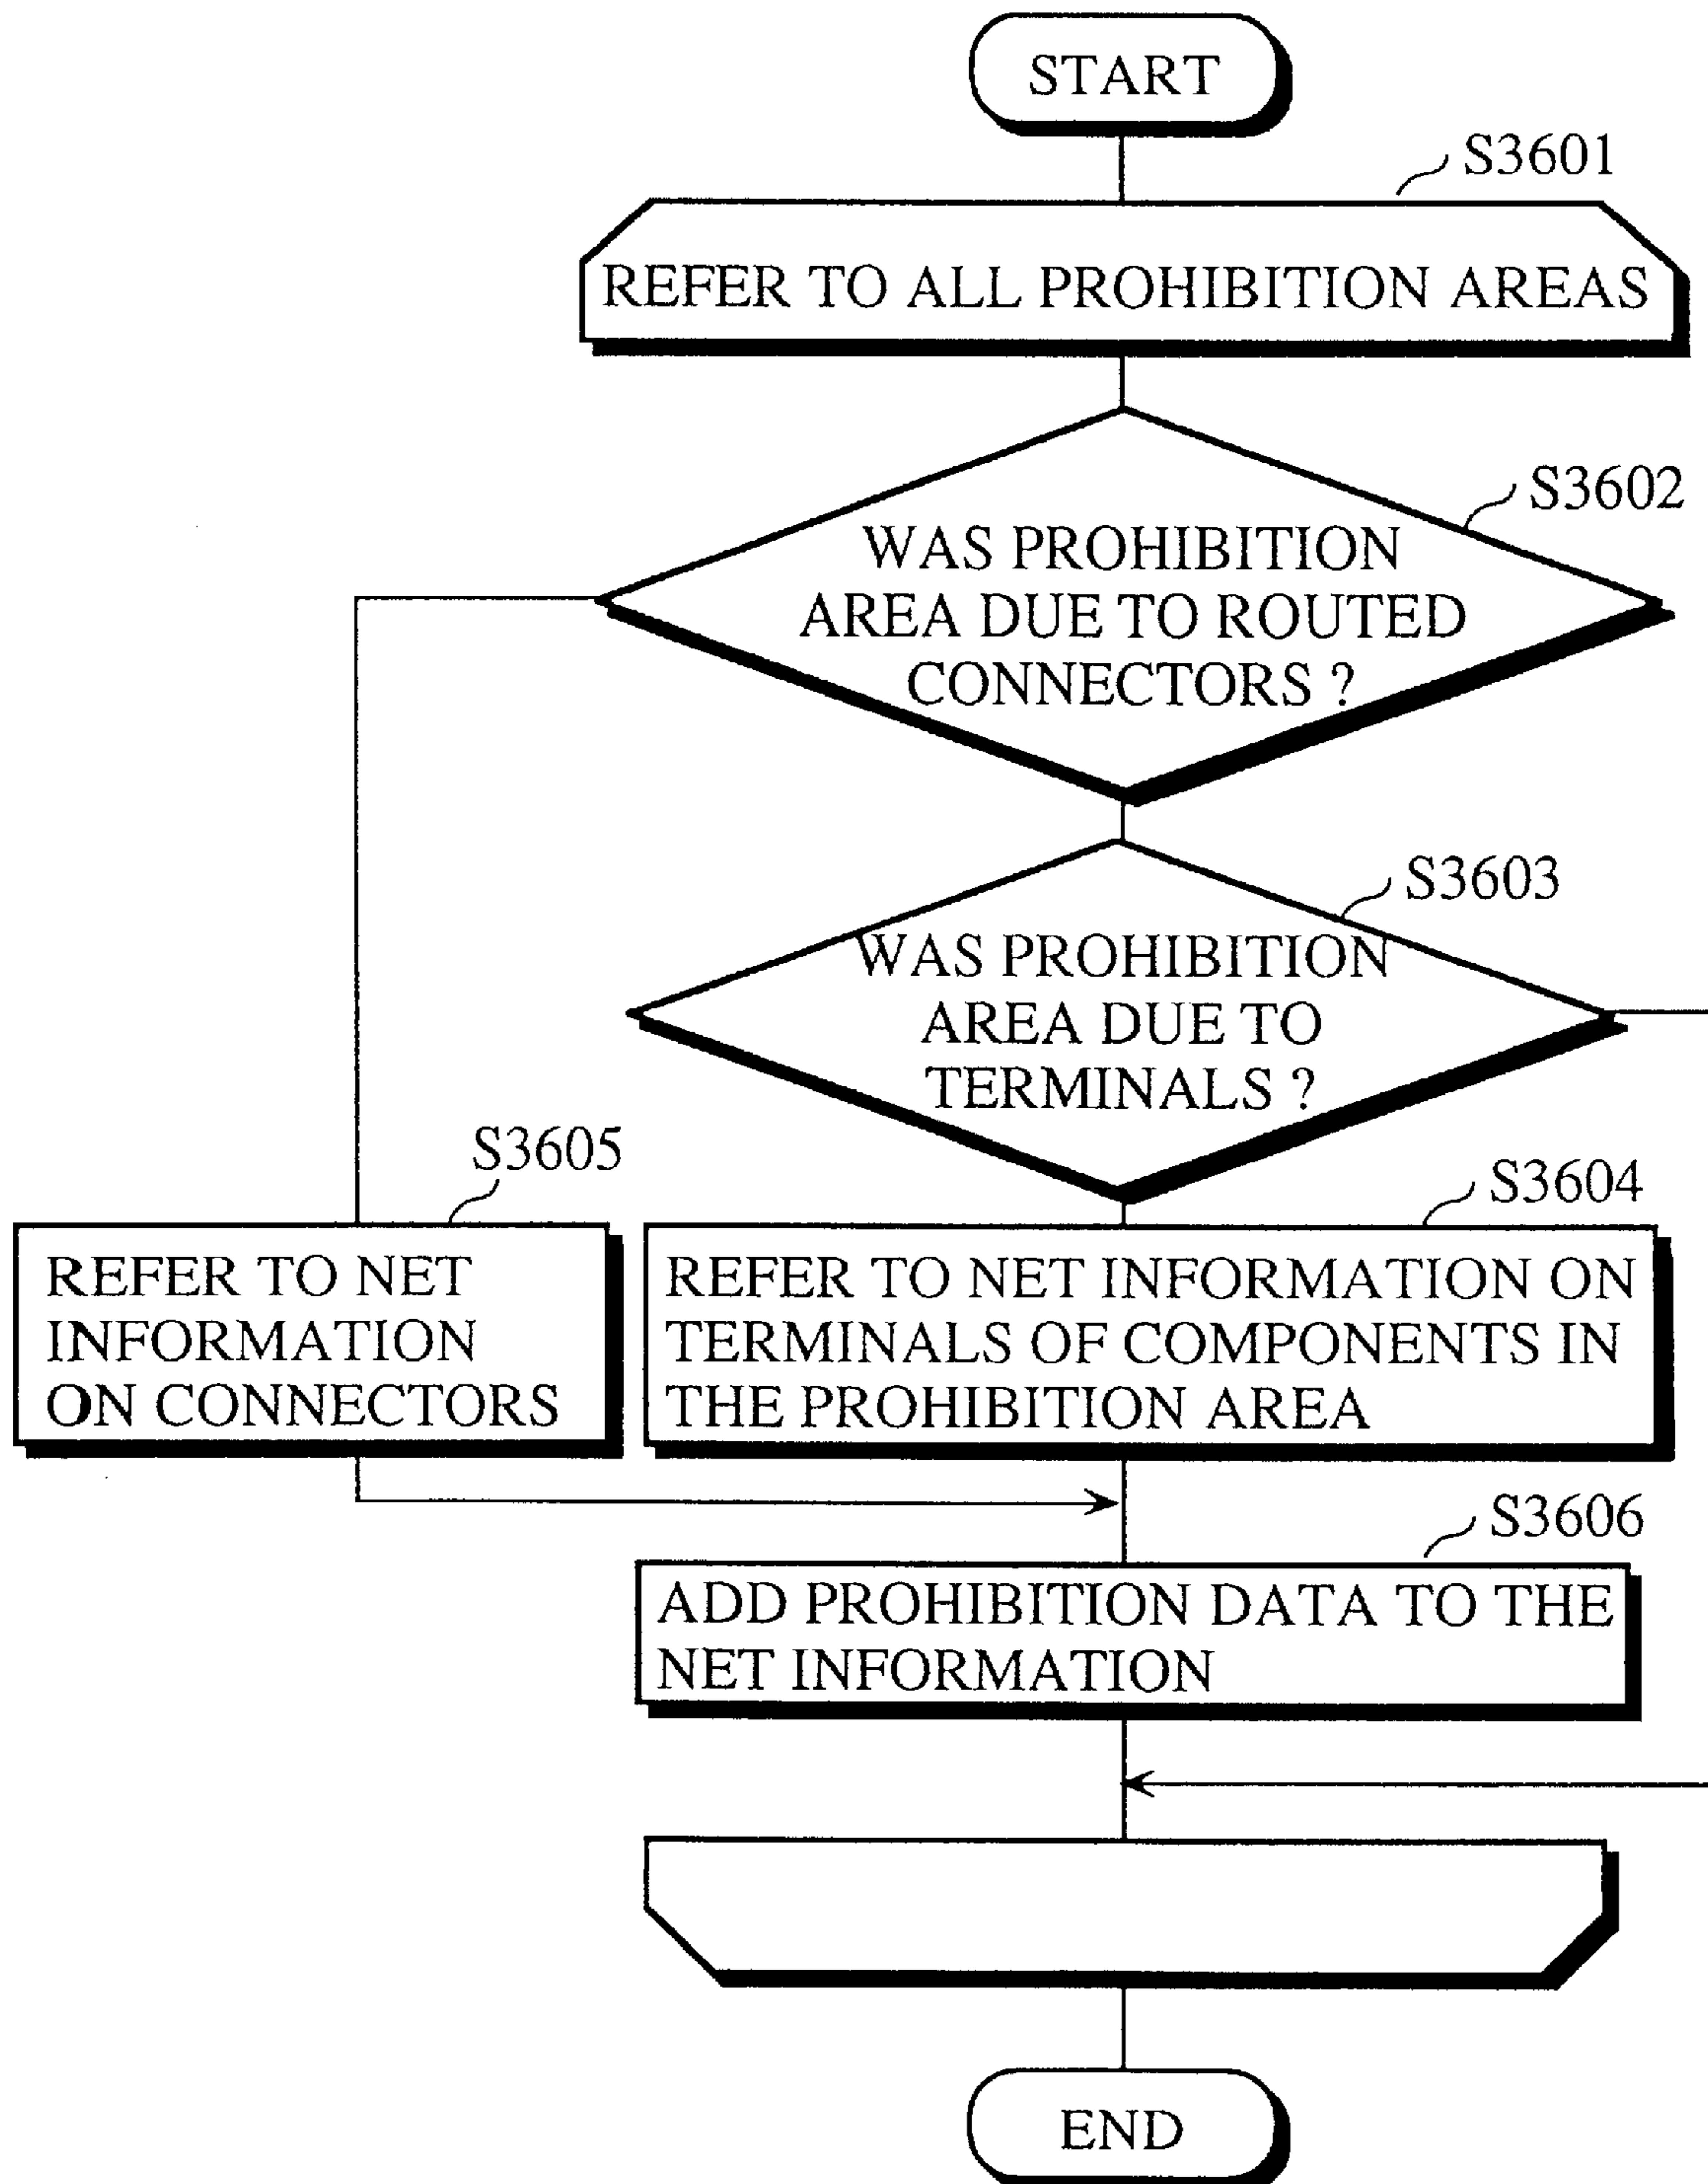 START
S3601
REFER TO ALL PROHIBITION AREAS
S3602
WAS PROHIBITION
AREA DUE TO ROUTED
CONNECTORS ?
S3603
WAS PROHIBITION
AREA DUE TO
TERMINALS ?
S3605
REFER TO NET
INFORMATION
ON CONNECTORS
S3604
REFER TO NET INFORMATION ON
TERMINALS OF COMPONENTS IN
THE PROHIBITION AREA
S3606
ADD PROHIBITION DATA TO THE
NET INFORMATION
END